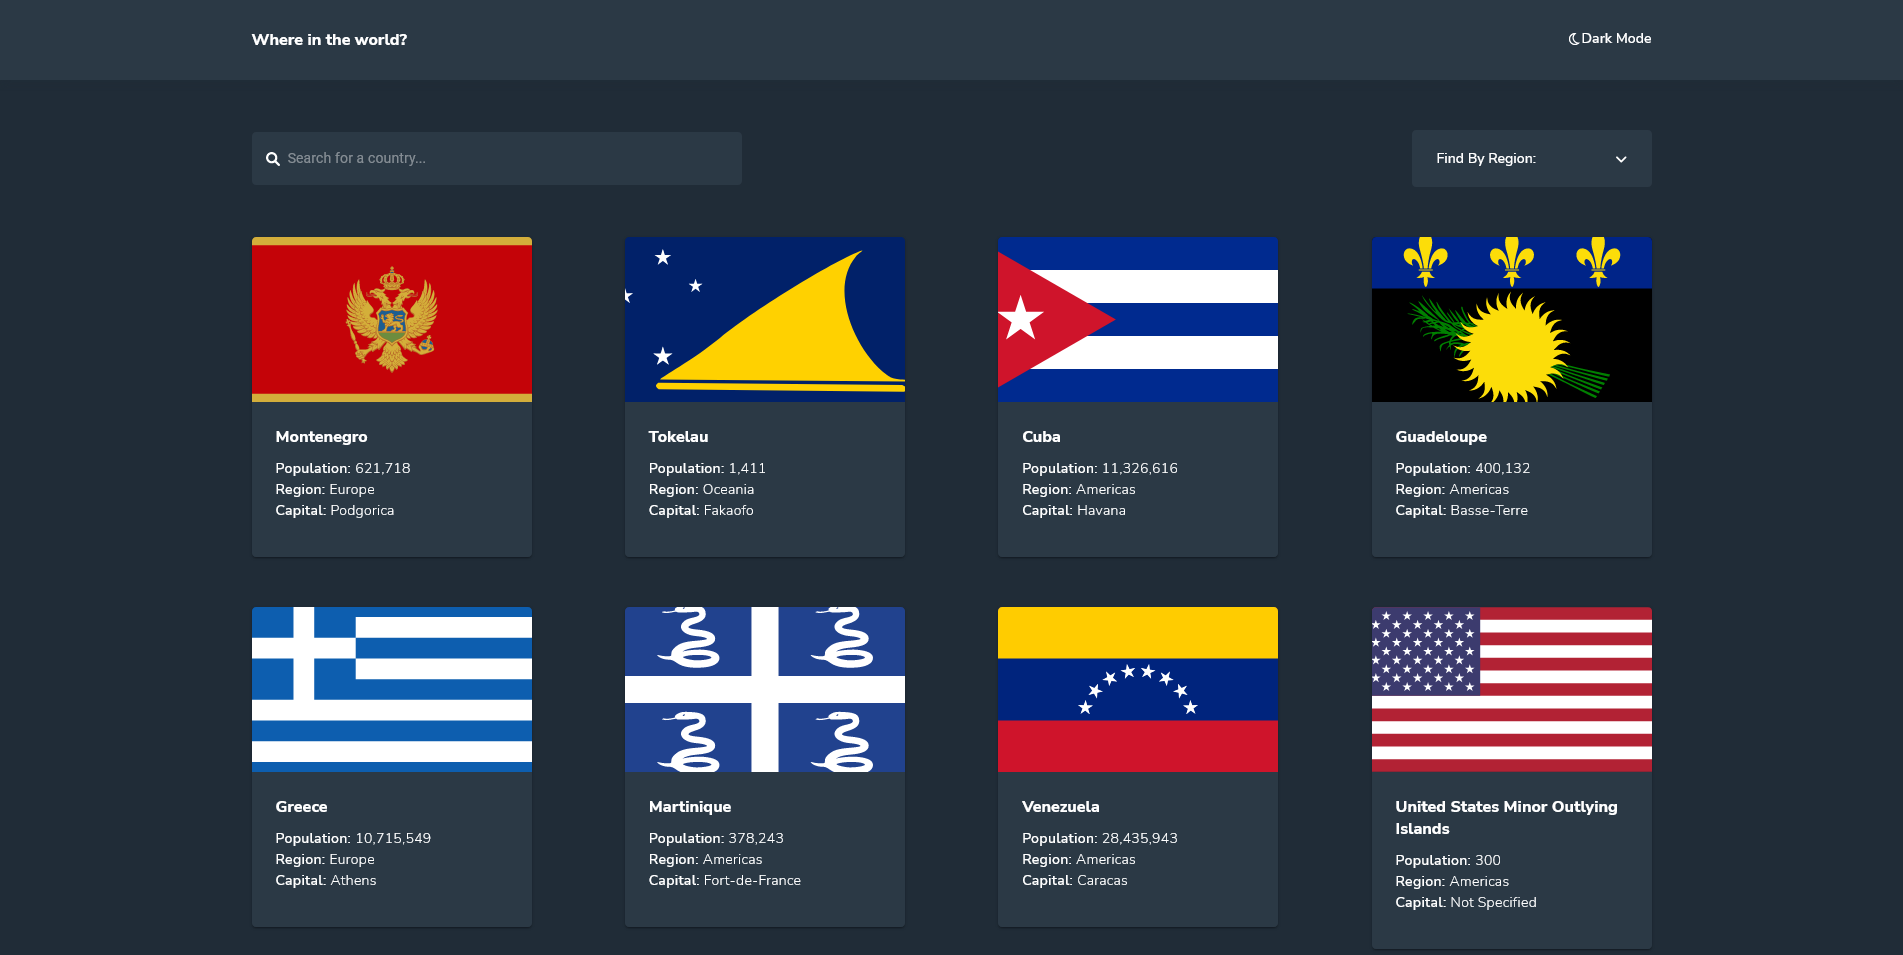 Where in the world?
Dark Mode
Search for a country...
Find By Region:
Montenegro
Population: 621,718
Region: Europe
Capital: Podgorica
Tokelau
Population: 1,411
Region: Oceania
Capital: Fakaofo
Cuba
Population: 11,326,616
Region: Americas
Capital: Havana
Guadeloupe
Population: 400,132
Region: Americas
Capital: Basse-Terre
Greece
Population: 10,715,549
Region: Europe
Capital: Athens
Martinique
Population: 378,243
Region: Americas
Capital: Fort-de-France
Venezuela
Population: 28,435,943
Region: Americas
Capital: Caracas
United States Minor Outlying
Islands
Population: 300
Region: Americas
Capital: Not Specified